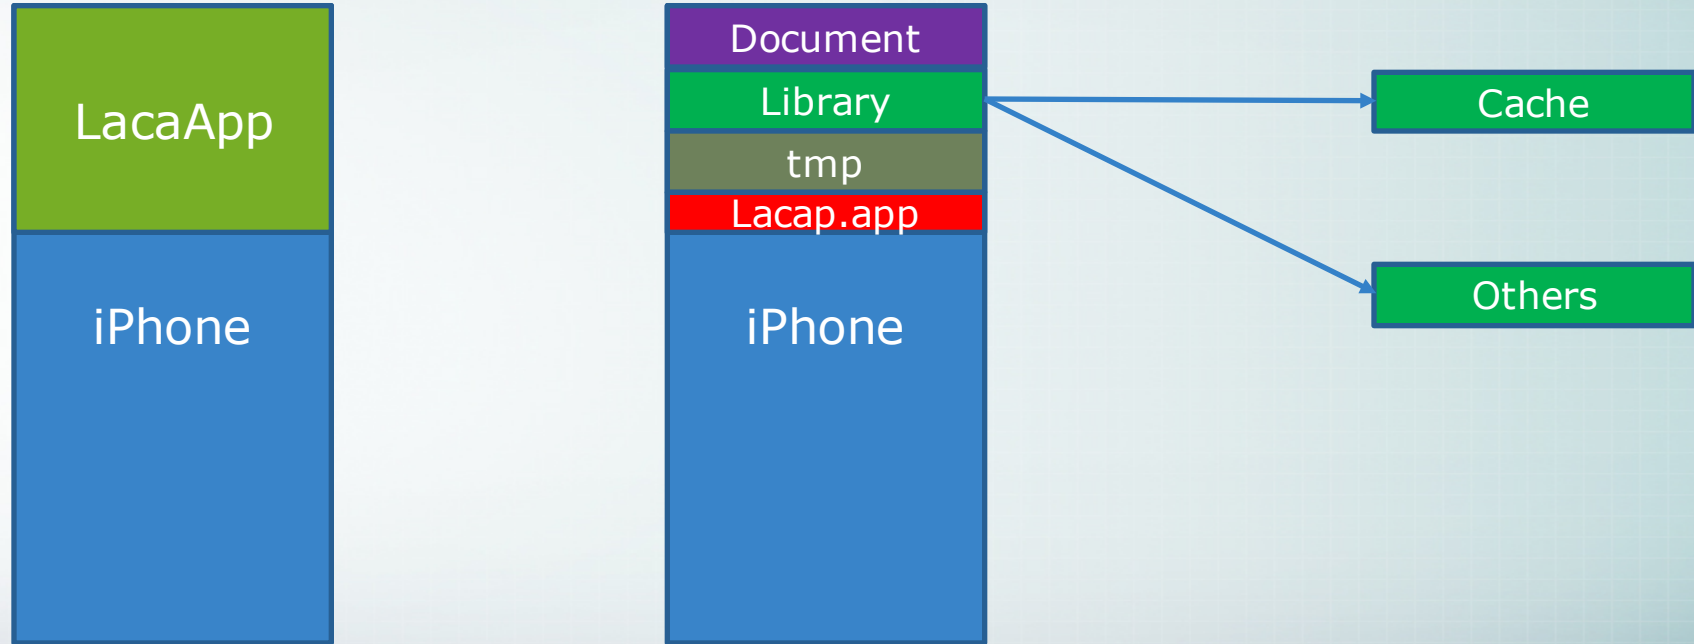 LacaApp
iPhone
Document
Library
tmp
Lacap.app
iPhone
Cache
Others